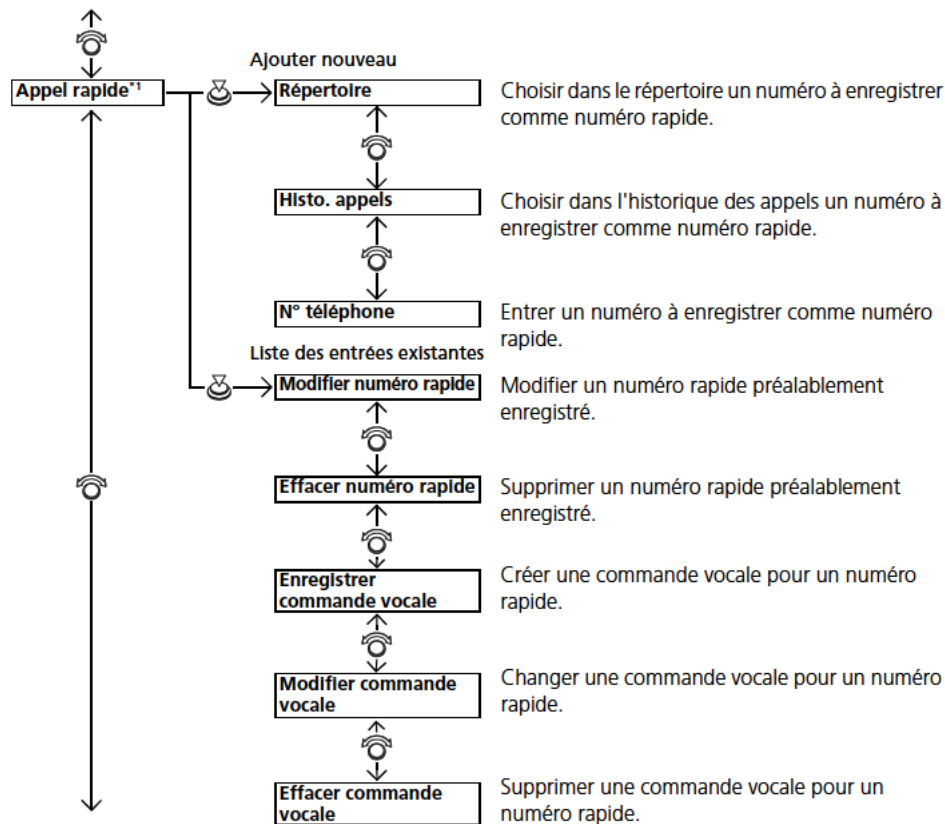 Ajouter nouveau
Appel rapide*1
Répertoire
Choisir dans le répertoire un numéro à enregistrer
comme numéro rapide.
Histo. appels
Choisir dans l'historique des appels un numéro à
enregistrer comme numéro rapide.
N° téléphone
Entrer un numéro à enregistrer comme numéro
rapide.
Liste des entrées existantes
Modifier numéro rapide
Modifier un numéro rapide préalablement
enregistré.
Effacer numéro rapide
Supprimer un numéro rapide préalablement
enregistré.
Enregistrer
commande vocale
Créer une commande vocale pour un numéro
rapide.
Modifier commande
vocale
Changer une commande vocale pour un numéro
rapide.
Effacer commande
vocale
Supprimer une commande vocale pour un
numéro rapide.